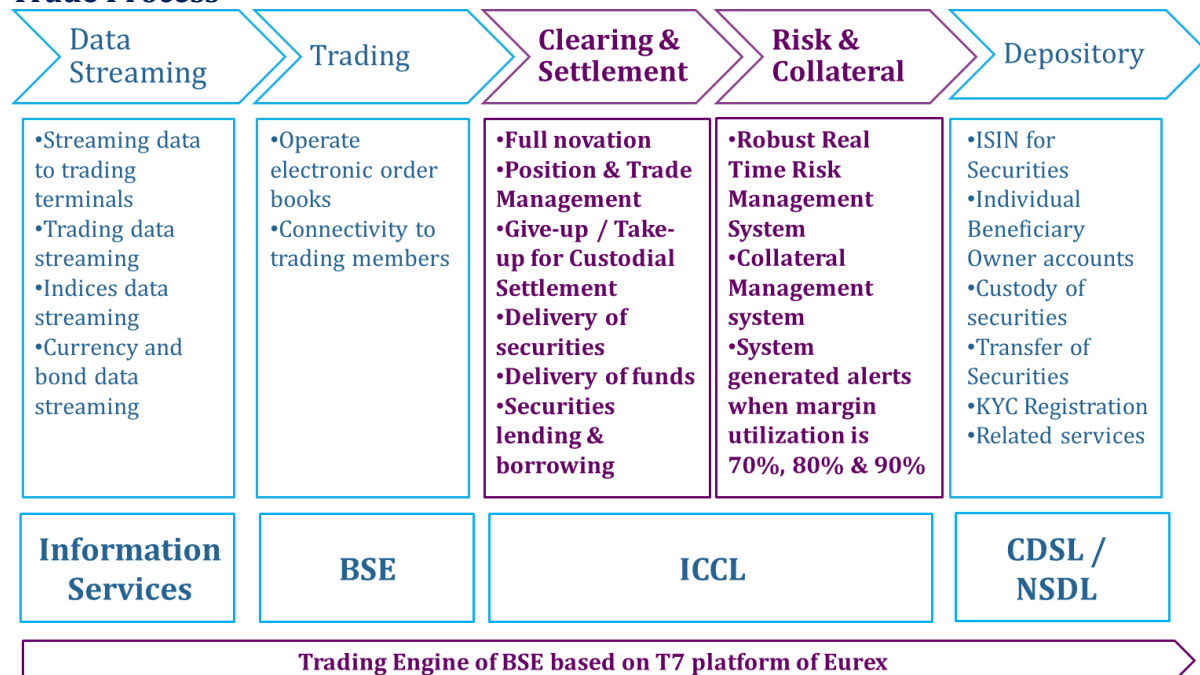 Trade Process
Data
Streaming
Trading
Clearing &
Settlement
Risk &
Collateral
Depository
•Streaming data
to trading
terminals
•Trading data
streaming
•Indices data
streaming
•Currency and
bond data
streaming
•Operate
electronic order
books
•Connectivity to
trading members
•Full novation
•Position & Trade
Management
•Give-up / Take-
up for Custodial
Settlement
•Delivery of
securities
•Delivery of funds
•Securities
lending &
borrowing
•Robust Real
Time Risk
Management
System
•Collateral
Management
system
•System
generated alerts
when margin
utilization is
70%, 80% & 90%
•ISIN for
Securities
•Individual
Beneficiary
Owner accounts
•Custody of
securities
•Transfer of
Securities
•KYC Registration
•Related services
Information
Services
BSE
ICCL
CDSL /
NSDL
Trading Engine of BSE based on T7 platform of Eurex